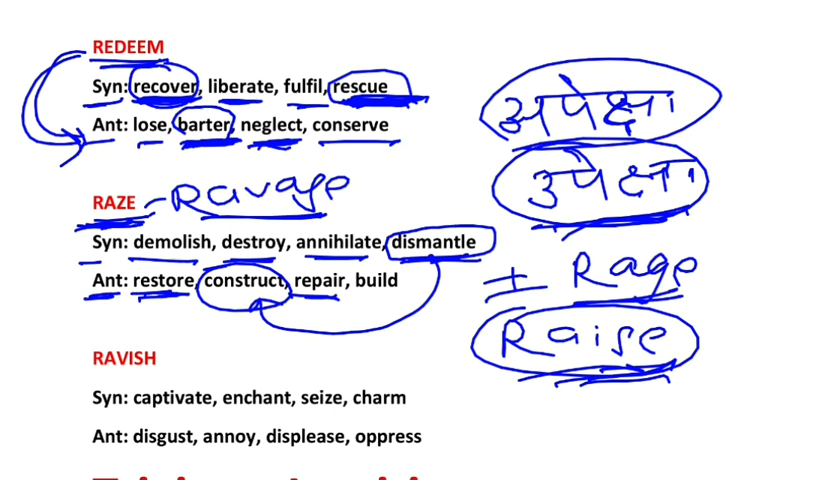 REDEEM
Syn: recover, liberate, fulfil, rescue
Ant: lose, barter, neglect, conserve
अपेक्षा
उपेक्षा
RAZE - Ravage
Syn: demolish, destroy, annihilate, dismantle
Ant: restore, construct, repair, build
± Rage
Raise
RAVISH
Syn: captivate, enchant, seize, charm
Ant: disgust, annoy, displease, oppress